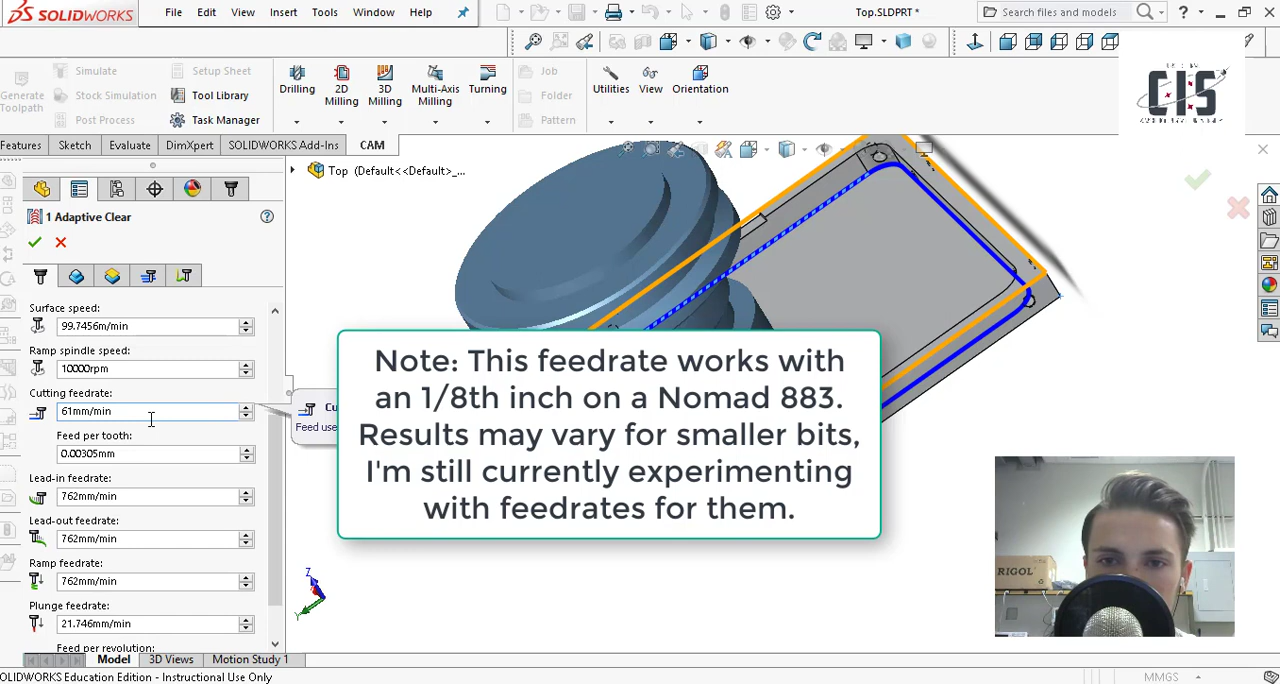 SOLIDWORKS
File Edit View Insert Tools Window Help
Top.SLDPRT *
Search files and models
Generate
Toolpath
Simulate
Stock Simulation
Post Process
Setup Sheet
Tool Library
Task Manager
Drilling
2D
Milling
3D
Milling
Multi-Axis
Milling
Turning
Job
Folder
Pattern
Utilities
View
Orientation
CIS
Features Sketch Evaluate DimXpert SOLIDWORKS Add-Ins CAM
Top (Default<<Default>_...
1 Adaptive Clear
Surface speed:
99.7456m/min
Ramp spindle speed:
10000rpm
Cutting feedrate:
61mm/min
Feed per tooth:
0.00305mm
Lead-in feedrate:
762mm/min
Lead-out feedrate:
762mm/min
Ramp feedrate:
762mm/min
Plunge feedrate:
21.746mm/min
Feed per revolution:
Cu
Feed use
Note: This feedrate works with
an 1/8th inch on a Nomad 883.
Results may vary for smaller bits,
I'm still currently experimenting
with feedrates for them.
RIGOL
Z
Y
Model 3D Views Motion Study 1
OLIDWORKS Education Edition - Instructional Use Only
MMGS